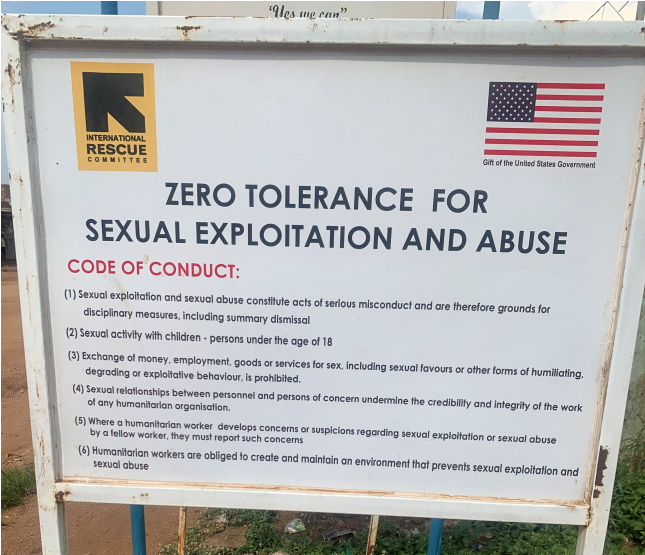 "Yes we can"
INTERNATIONAL
RESCUE
COMMITTEE
Gift of the United States Government
ZERO TOLERANCE FOR
SEXUAL EXPLOITATION AND ABUSE
CODE OF CONDUCT:
(1) Sexual exploitation and sexual abuse constitute acts of serious misconduct and are therefore grounds for
disciplinary measures, including summary dismissal
(2) Sexual activity with children - persons under the age of 18
(3) Exchange of money, employment, goods or services for sex, including sexual favours or other forms of humiliating,
degrading or exploitative behaviour, is prohibited.
(4) Sexual relationships between personnel and persons of concern undermine the credibility and integrity of the work
of any humanitarian organisation.
(5) Where a humanitarian worker develops concerns or suspicions regarding sexual exploitation or sexual abuse
by a fellow worker, they must report such concerns
(6) Humanitarian workers are obliged to create and maintain an environment that prevents sexual exploitation and
sexual abuse